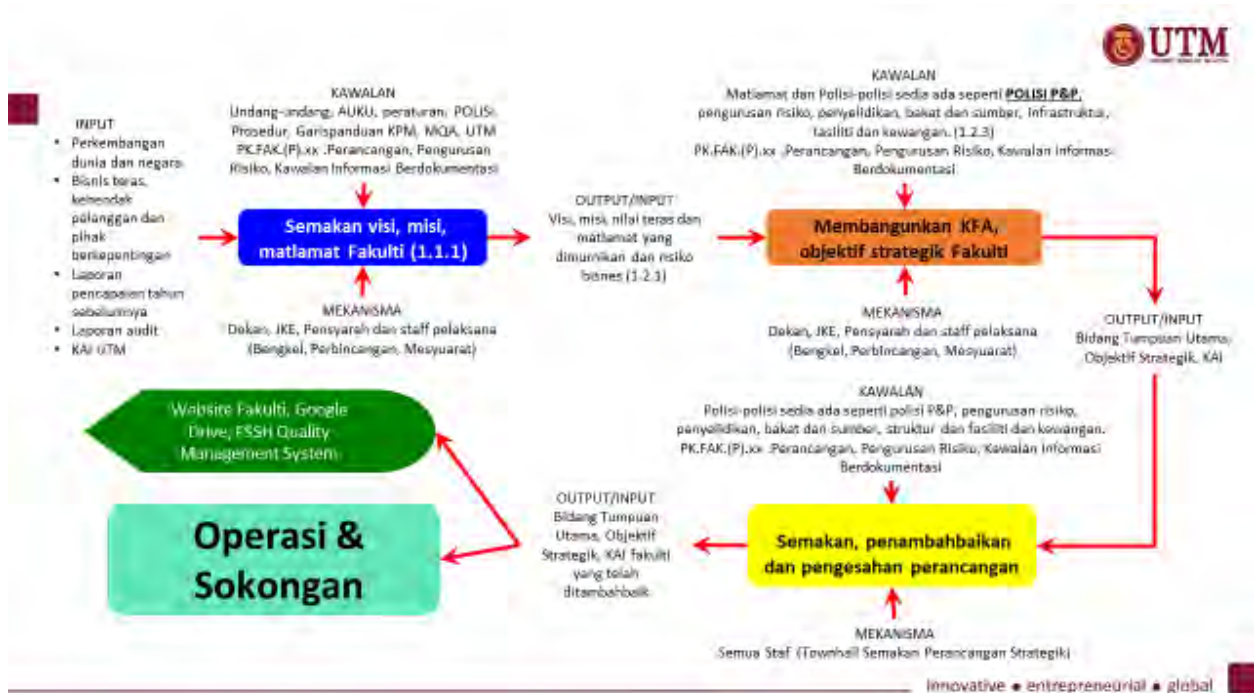 UTM
INPUT
• Perkembangan
dunia dan negara
• Bisnis teras,
kehendak
pelanggan dan
pihak
berkepentingan
• Laporan
pencapaian tahun
sebelumnya
• Laporan audit
• KAI UTM
KAWALAN
Undang-undang, AUKU, peraturan, POLISI,
Prosedur, Garispanduan KPM, MQA, UTM
PK.FAK.(P).xx .Perancangan, Pengurusan
Risiko, Kawalan Informasi Berdokumentasi
Semakan visi, misi,
matlamat Fakulti (1.1.1)
MEKANISMA
Dekan, JKE, Pensyarah dan staff pelaksana
(Bengkel, Perbincangan, Mesyuarat)
OUTPUT/INPUT
Visi, misi, nilai teras dan
matlamat yang
dimurnikan dan risiko
bisnes (1.2.1)
KAWALAN
Matlamat dan Polisi-polisi sedia ada seperti POLISI P&P,
pengurusan risiko, penyelidikan, bakat dan sumber, infrastruktur,
fasiliti dan kewangan. (1.2.3)
PK.FAK.(P).xx .Perancangan, Pengurusan Risiko, Kawalan Informasi
Berdokumentasi
Membangunkan KFA,
objektif strategik Fakulti
MEKANISMA
Dekan, JKE, Pensyarah dan staff pelaksana
(Bengkel, Perbincangan, Mesyuarat)
OUTPUT/INPUT
Bidang Tumpuan Utama,
Objektif Strategik, KAI
KAWALAN
Polisi-polisi sedia ada seperti polisi P&P, pengurusan risiko,
penyelidikan, bakat dan sumber, struktur dan fasiliti dan kewangan.
PK.FAK.(P).xx .Perancangan, Pengurusan Risiko, Kawalan Informasi
Berdokumentasi
Semakan, penambahbaikan
dan pengesahan perancangan
MEKANISMA
Semua Staf (Townhall Semakan Perancangan Strategik)
OUTPUT/INPUT
Bidang Tumpuan
Utama, Objektif
Strategik, KAI fakulti
yang telah
ditambahbaik
Website Fakulti, Google
Drive, FSSH Quality
Management System
Operasi &
Sokongan
innovative • entrepreneurial • global